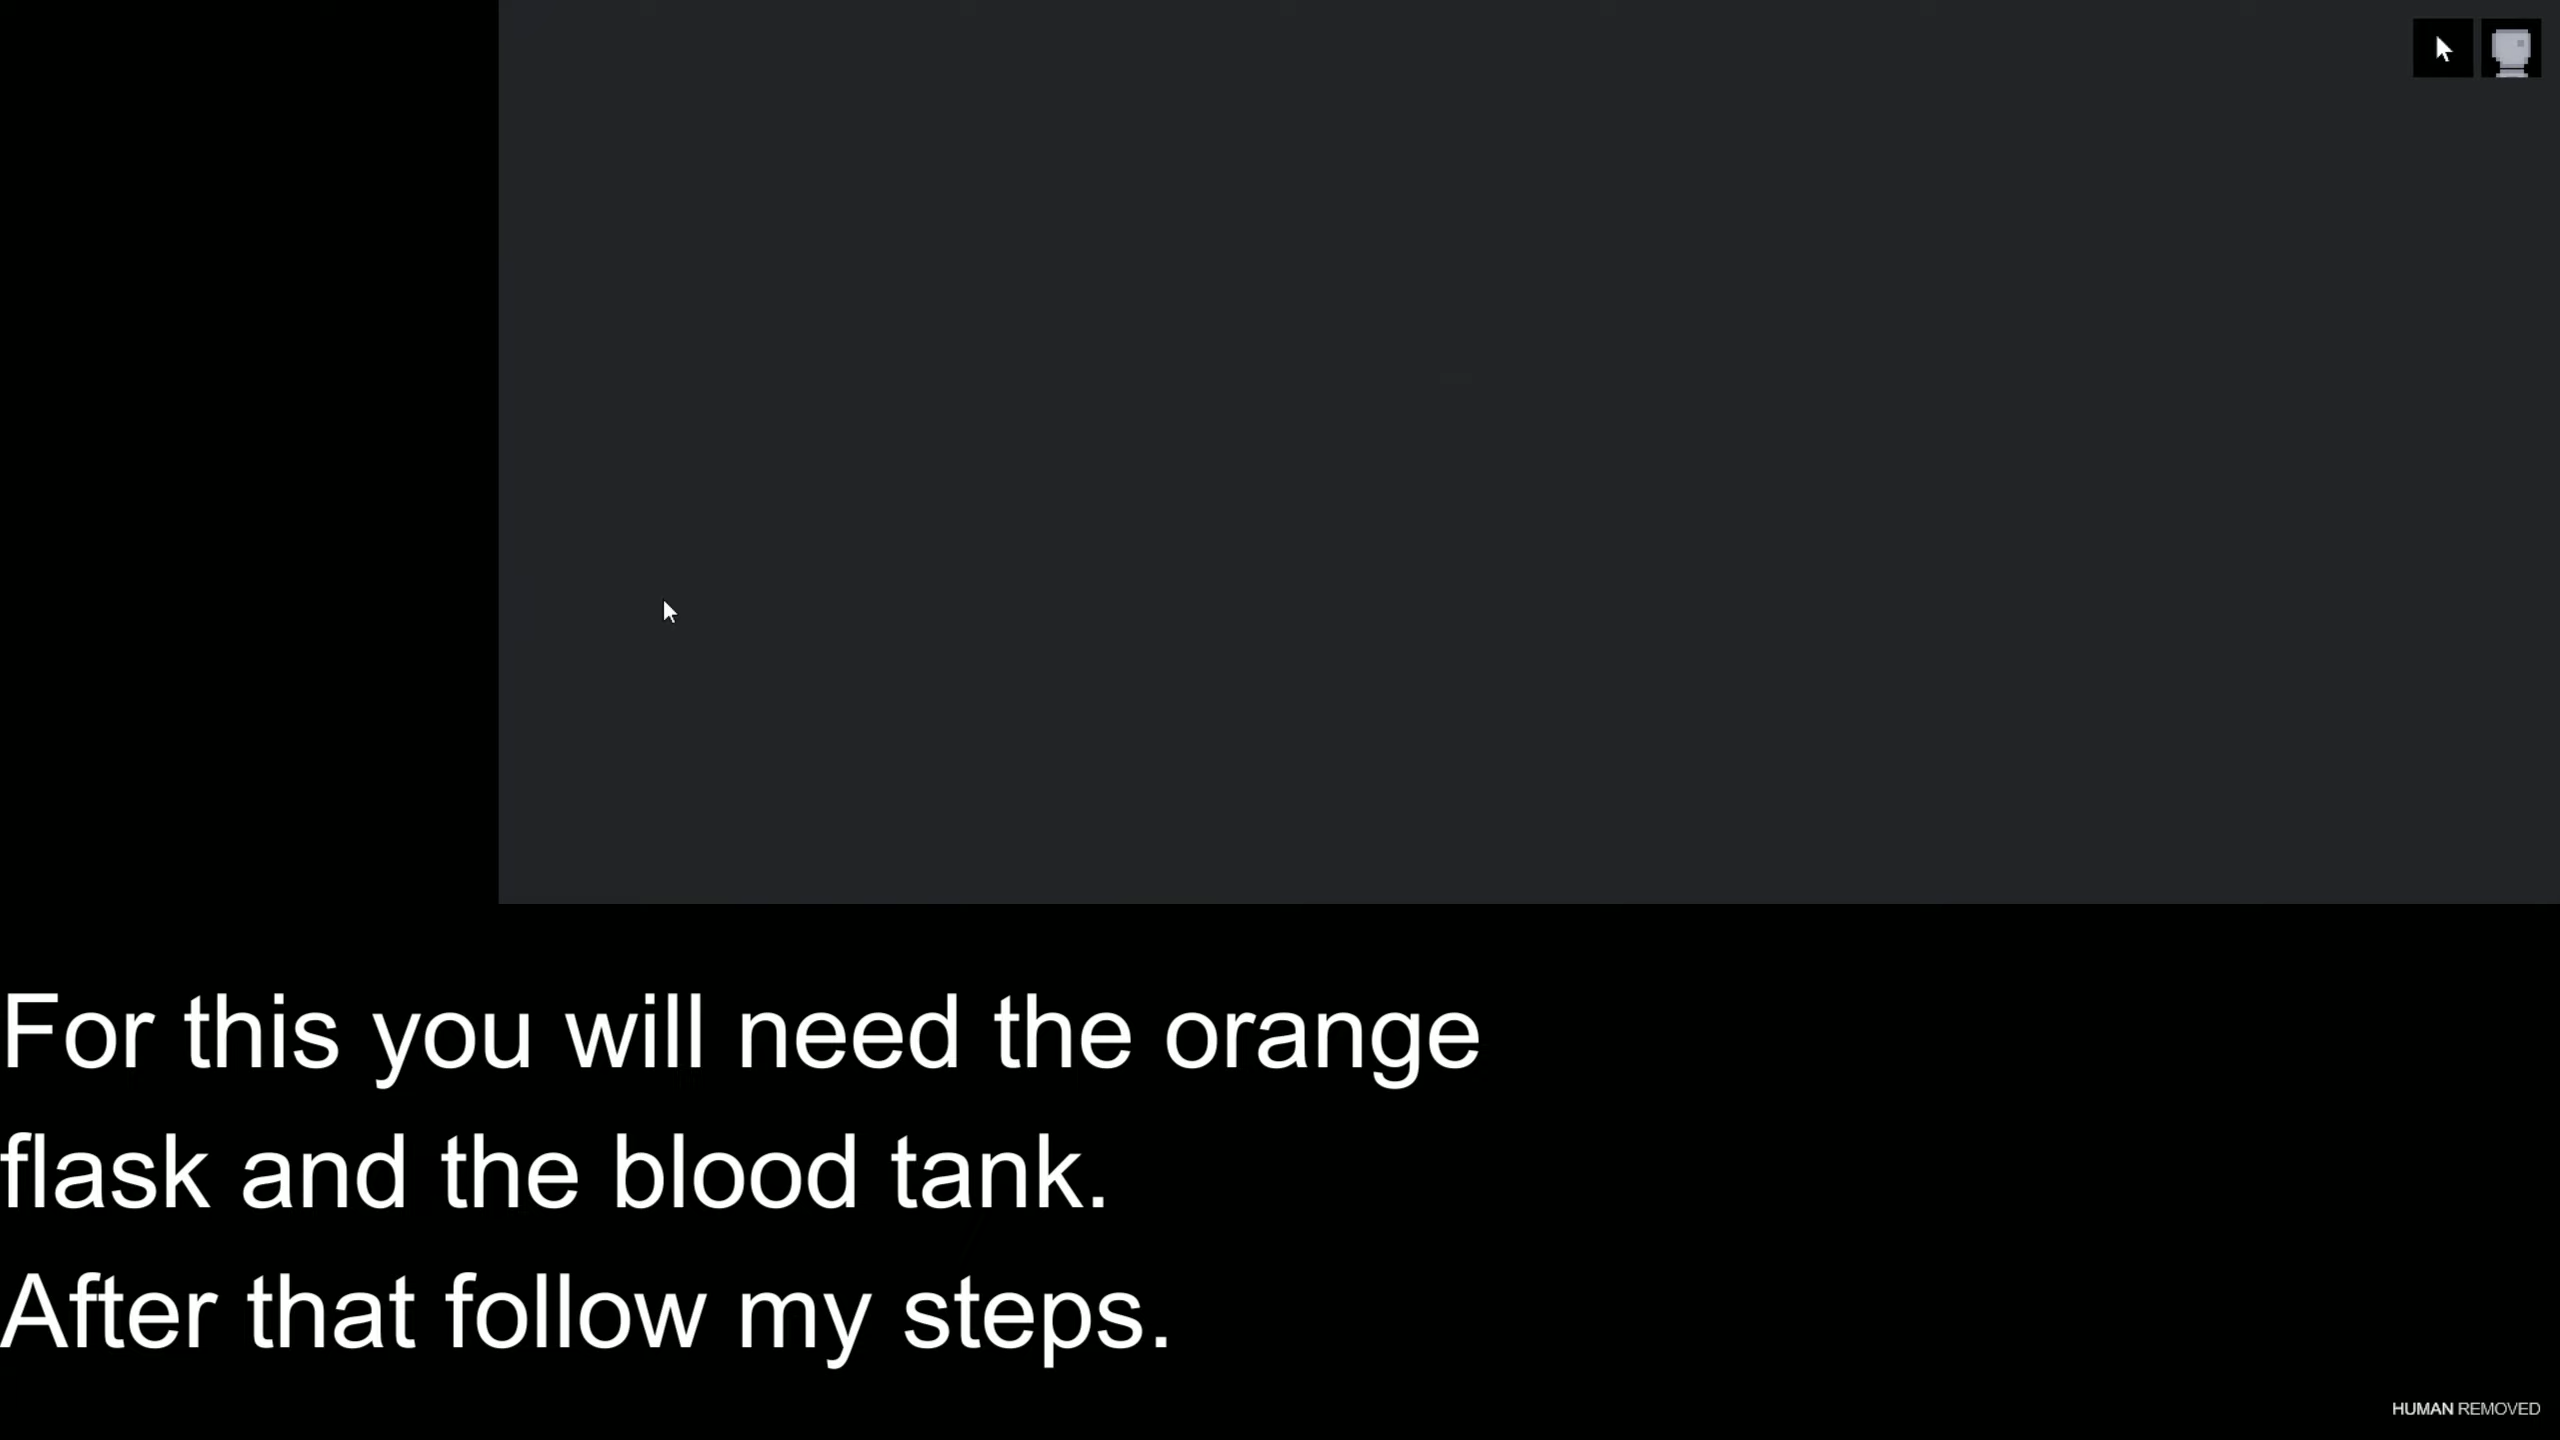 For this you will need the orange
flask and the blood tank.
After that follow my steps.
HUMAN REMOVED